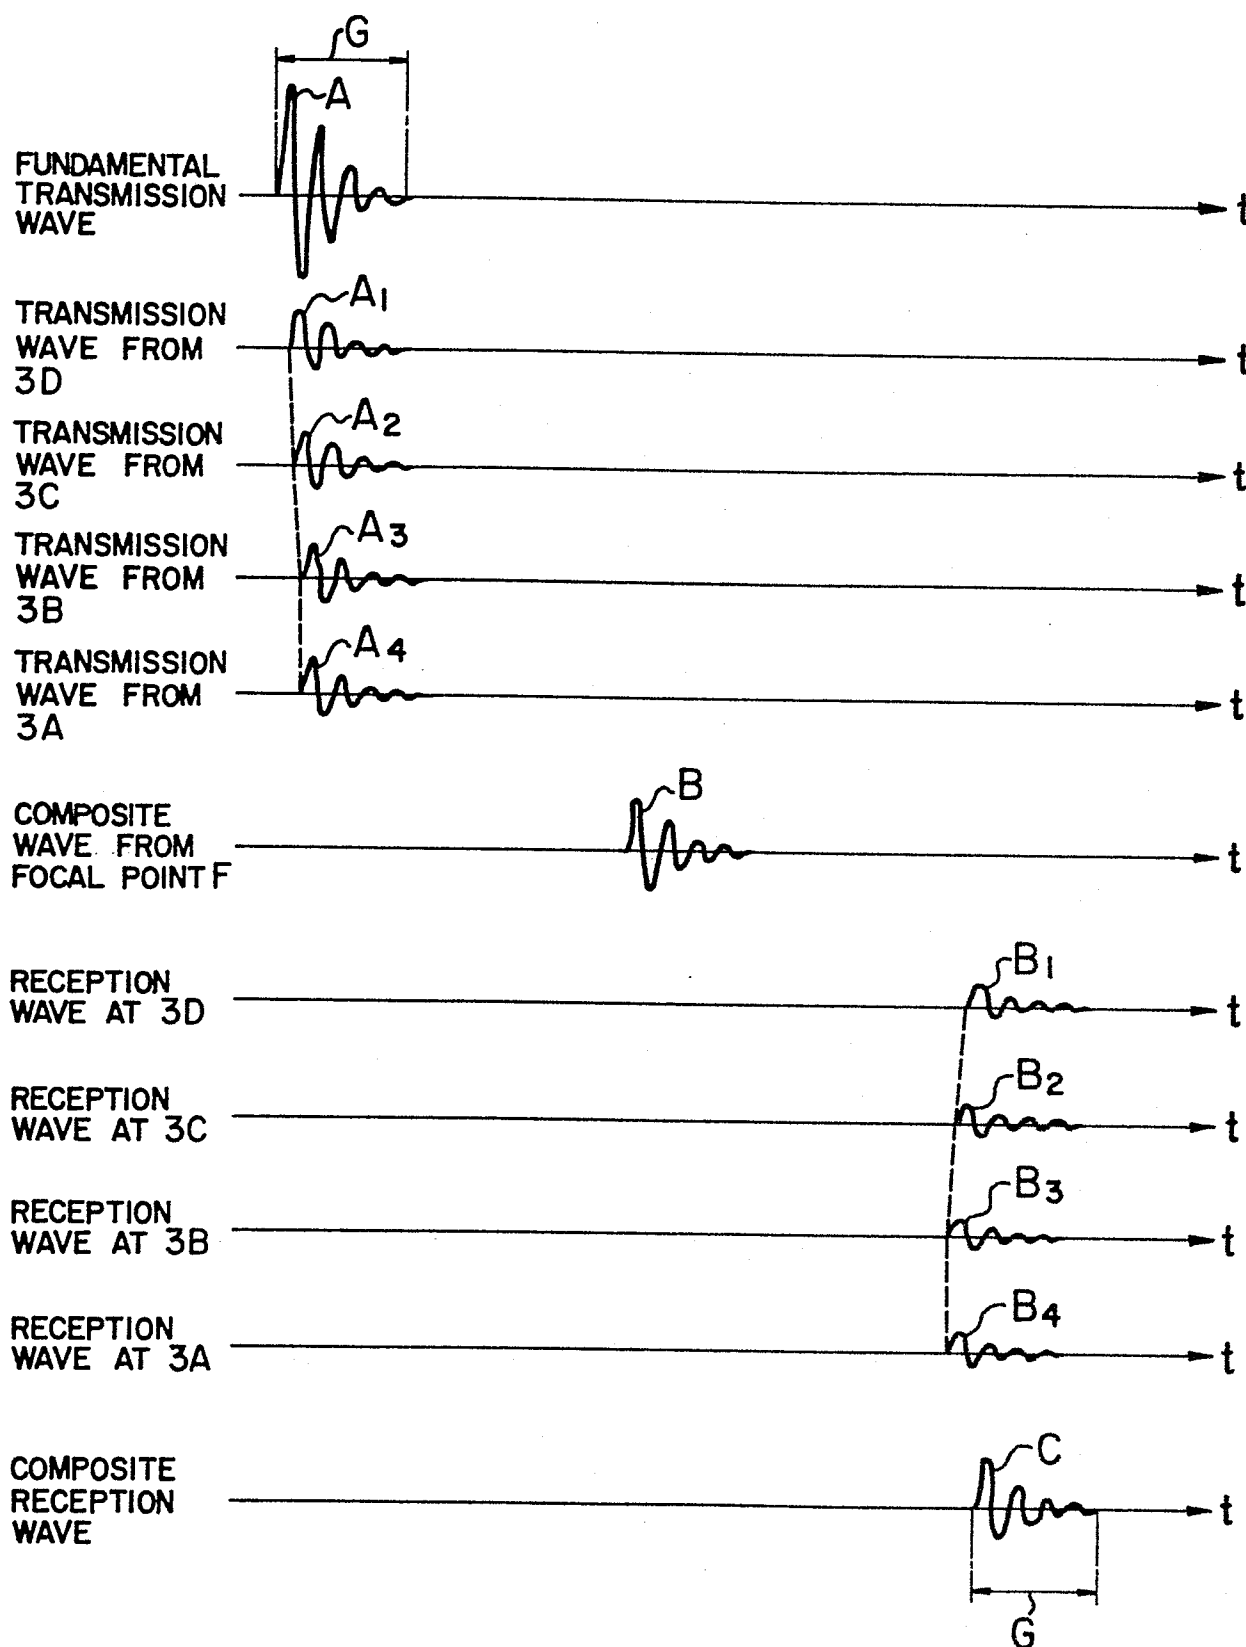 G
A
FUNDAMENTAL
TRANSMISSION
WAVE
t
A1
TRANSMISSION
WAVE FROM
3D
t
A2
TRANSMISSION
WAVE FROM
3C
t
A3
TRANSMISSION
WAVE FROM
3B
t
A4
TRANSMISSION
WAVE FROM
3A
t
B
COMPOSITE
WAVE FROM
FOCAL POINT F
t
B1
RECEPTION
WAVE AT 3D
t
B2
RECEPTION
WAVE AT 3C
t
B3
RECEPTION
WAVE AT 3B
t
B4
RECEPTION
WAVE AT 3A
t
C
COMPOSITE
RECEPTION
WAVE
t
G